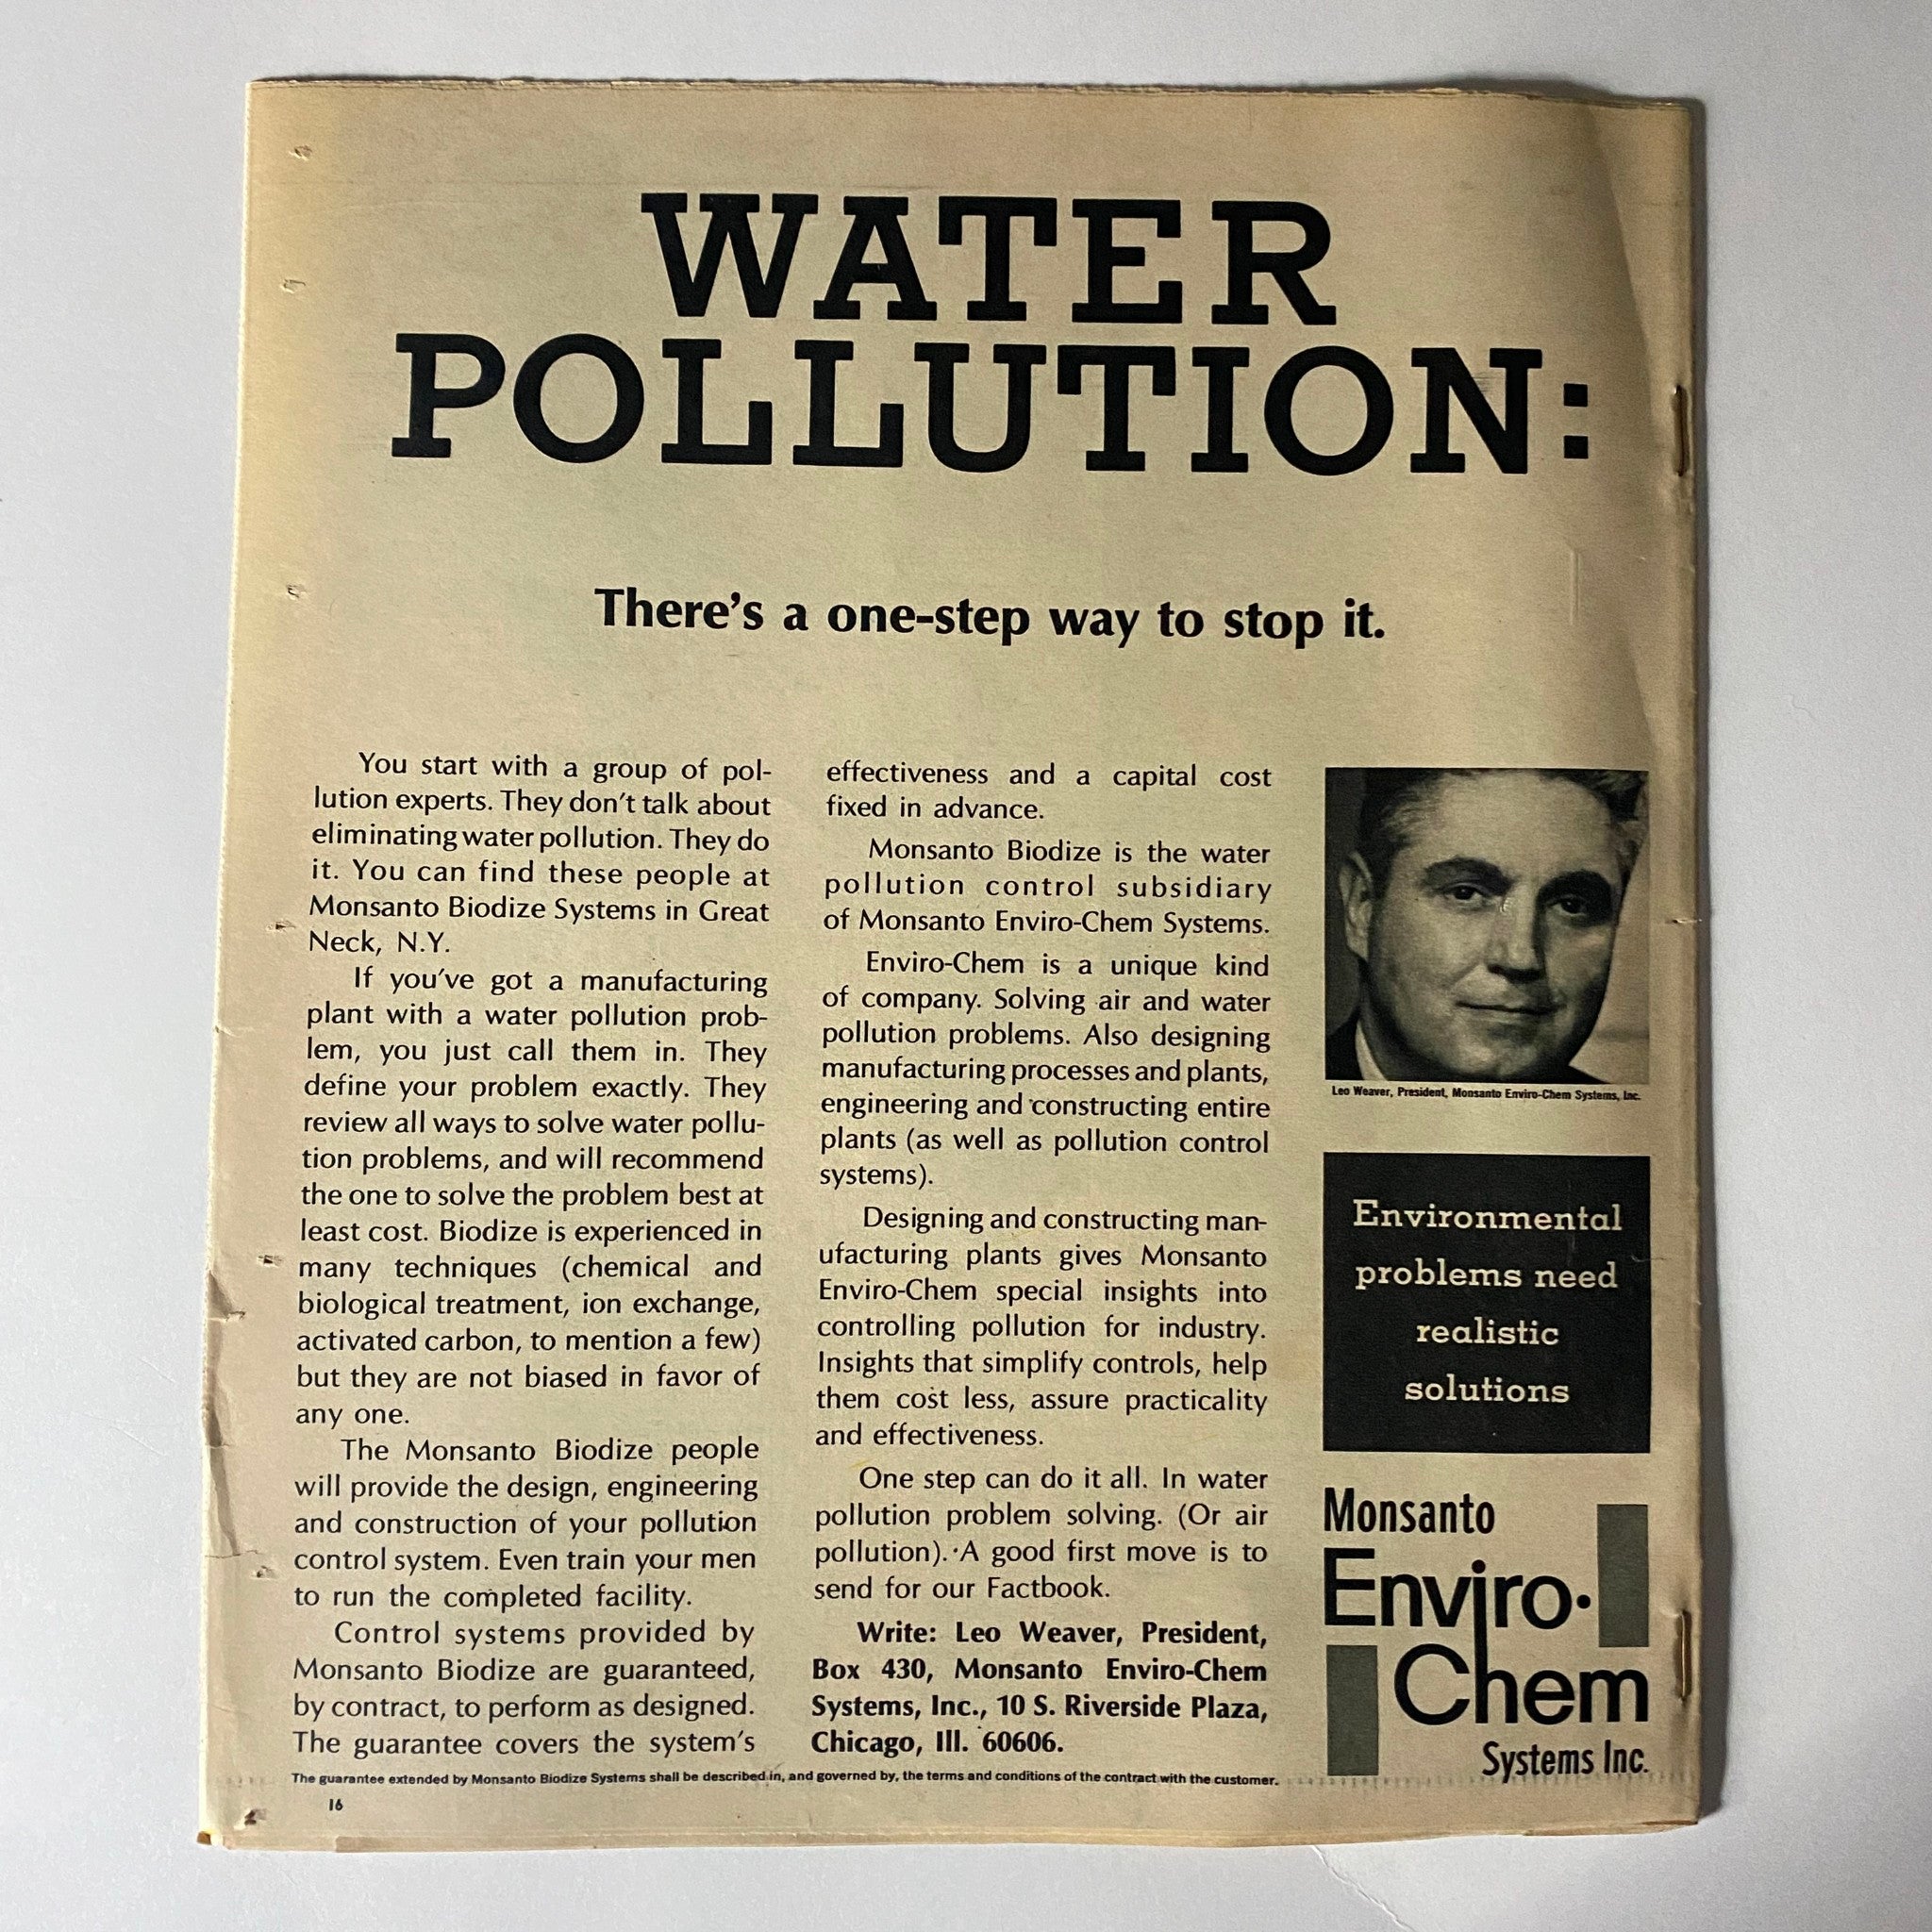 WATER
POLLUTION:
There's a one-step way to stop it.
You start with a group of pol-
lution experts. They don't talk about
eliminating water pollution. They do
it. You can find these people at
Monsanto Biodize Systems in Great
Neck, N.Y.
If you've got a manufacturing
plant with a water pollution prob-
lem, you just call them in. They
define your problem exactly. They
review all ways to solve water pollu-
tion problems, and will recommend
the one to solve the problem best at
least cost. Biodize is experienced in
many techniques (chemical and
biological treatment, ion exchange,
activated carbon, to mention a few)
but they are not biased in favor of
any one.
The Monsanto Biodize people
will provide the design, engineering
and construction of your pollution
control system. Even train your men
to run the completed facility.
Control systems provided by
Monsanto Biodize are guaranteed,
by contract, to perform as designed.
The guarantee covers the system's
effectiveness and a capital cost
fixed in advance.
Monsanto Biodize is the water
pollution control subsidiary
of Monsanto Enviro-Chem Systems.
Enviro-Chem is a unique kind
of company. Solving air and water
pollution problems. Also designing
manufacturing processes and plants,
engineering and constructing entire
plants (as well as pollution control
systems).
Designing and constructing man-
ufacturing plants gives Monsanto
Enviro-Chem special insights into
controlling pollution for industry.
Insights that simplify controls, help
them cost less, assure practicality
and effectiveness.
One step can do it all. In water
pollution problem solving. (Or air
pollution). A good first move is to
send for our Factbook.
Write: Leo Weaver, President,
Box 430, Monsanto Enviro-Chem
Systems, Inc., 10 S. Riverside Plaza,
Chicago, Ill. 60606.
Leo Weaver, President, Monsanto Enviro-Chem Systems, Inc.
Environmental
problems need
realistic
solutions
Monsanto
Enviro·
Chem
Systems Inc.
The guarantee extended by Monsanto Biodize Systems shall be described in, and governed by, the terms and conditions of the contract with the customer.
16